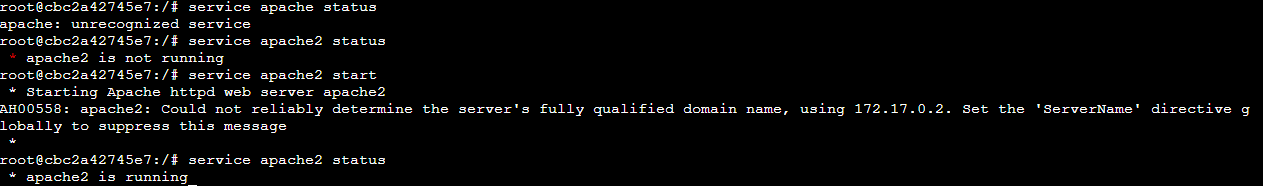 root@cbc2a42745e7:/# service apache status
apache: unrecognized service
root@cbc2a42745e7:/# service apache2 status
 * apache2 is not running
root@cbc2a42745e7:/# service apache2 start
 * Starting Apache httpd web server apache2
AH00558: apache2: Could not reliably determine the server's fully qualified domain name, using 172.17.0.2. Set the 'ServerName' directive g
lobally to suppress this message
 *
root@cbc2a42745e7:/# service apache2 status
 * apache2 is running